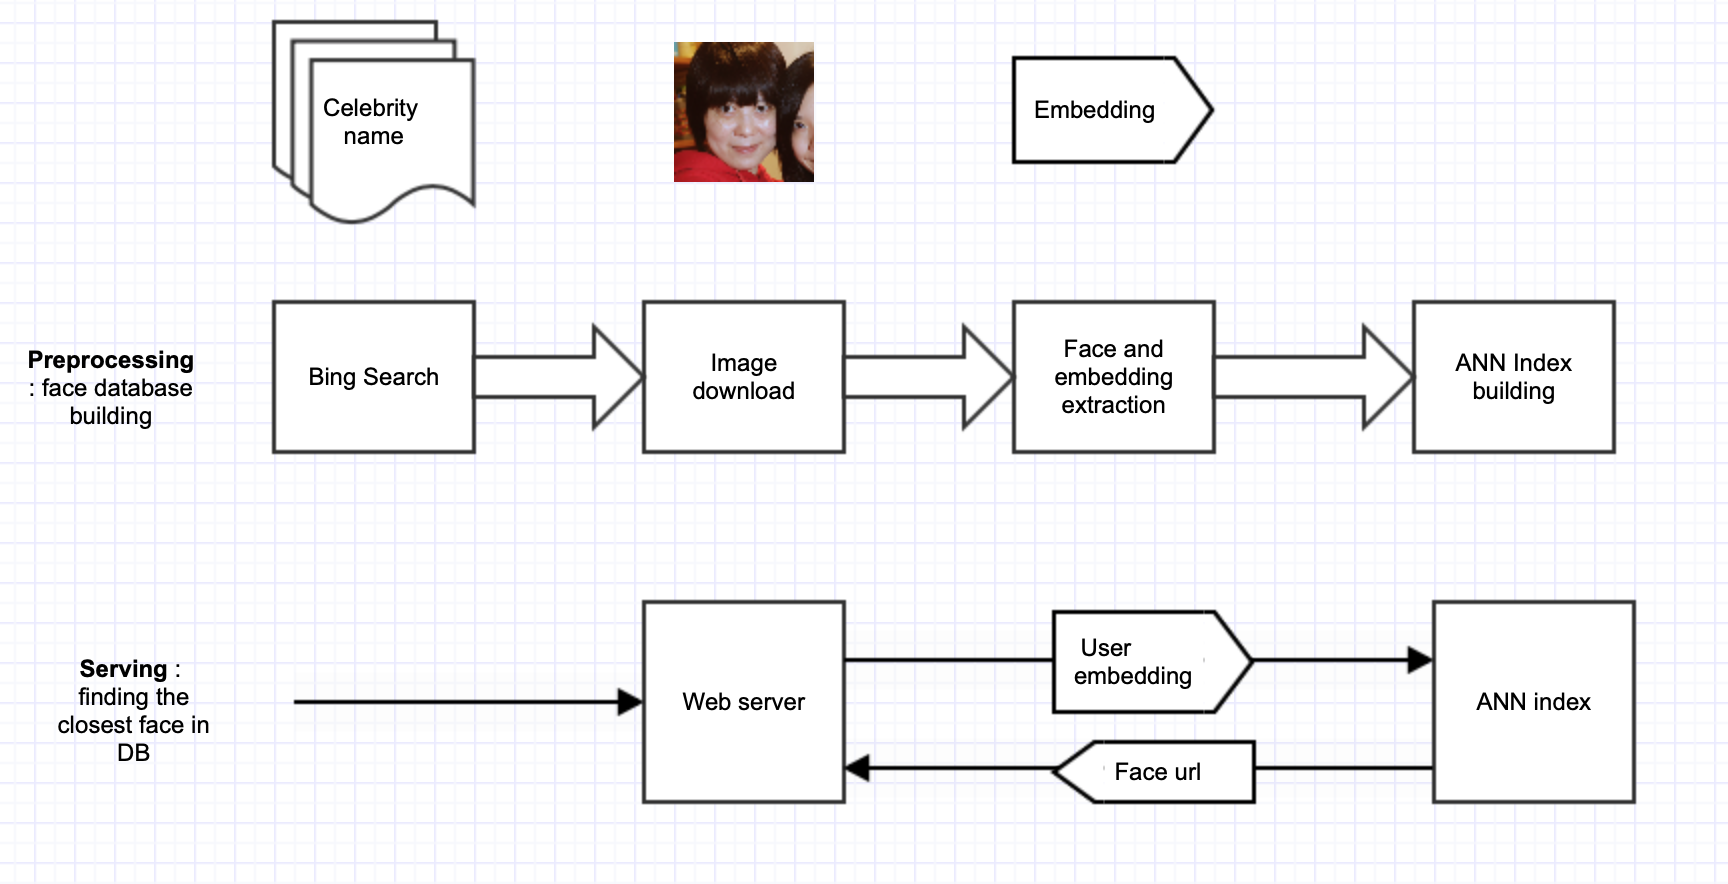 Celebrity
name
Embedding
Preprocessing
: face database
building
Bing Search
Image
download
Face and
embedding
extraction
ANN Index
building
Serving :
finding the
closest face in
DB
Web server
User
embedding
Face url
ANN index